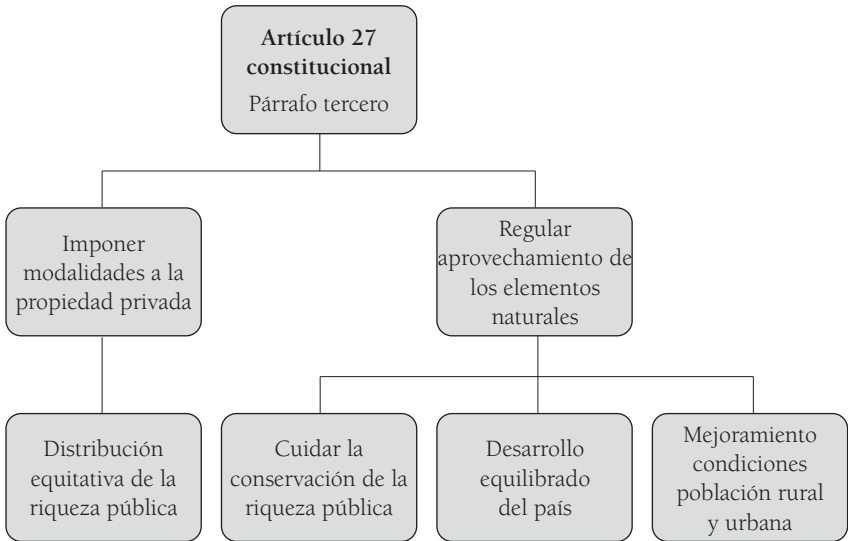 Artículo 27
constitucional
Párrafo tercero
Imponer
modalidades a la
propiedad privada
Regular
aprovechamiento de
los elementos
naturales
Distribución
equitativa de la
riqueza pública
Cuidar la
conservación de la
riqueza pública
Desarrollo
equilibrado
del país
Mejoramiento
condiciones
población rural
y urbana